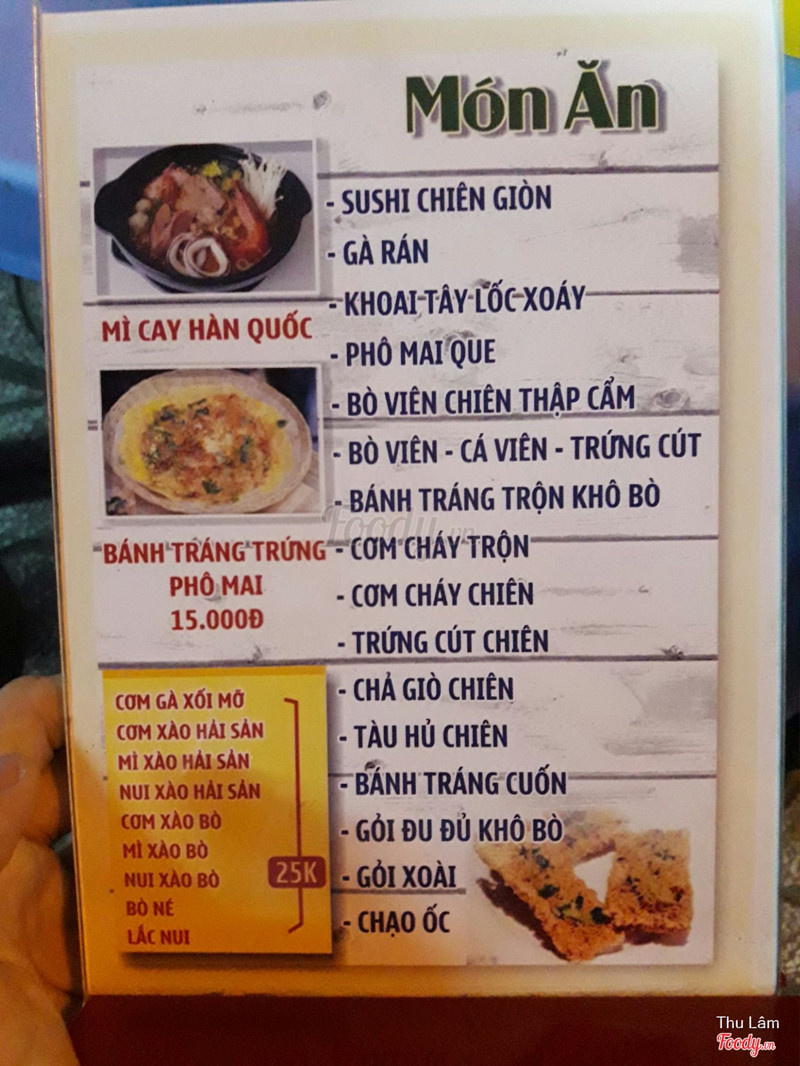 Món Ăn
- SUSHI CHIÊN GIÒN
- GÀ RÁN
- KHOAI TÂY LỐC XOÁY
- PHÔ MAI QUE
- BÒ VIÊN CHIÊN THẬP CẨM
- BÒ VIÊN - CÁ VIÊN - TRỨNG CÚT
- BÁNH TRÁNG TRỘN KHÔ BÒ
- CƠM CHÁY TRỘN
- CƠM CHÁY CHIÊN
- TRỨNG CÚT CHIÊN
- CHẢ GIÒ CHIÊN
- TÀU HỦ CHIÊN
- BÁNH TRÁNG CUỐN
- GỎI ĐU ĐỦ KHÔ BÒ
- GỎI XOÀI
- CHẠO ỐC
MÌ CAY HÀN QUỐC
BÁNH TRÁNG TRỨNG
PHÔ MAI
15.000Đ
CƠM GÀ XỐI MỠ
CƠM XÀO HẢI SẢN
MÌ XÀO HẢI SẢN
NUI XÀO HẢI SẢN
CƠM XÀO BÒ
MÌ XÀO BÒ
NUI XÀO BÒ
BÒ NÉ
LẮC NUI
25K
Foody.vn
Thu Lâm
Foody.vn